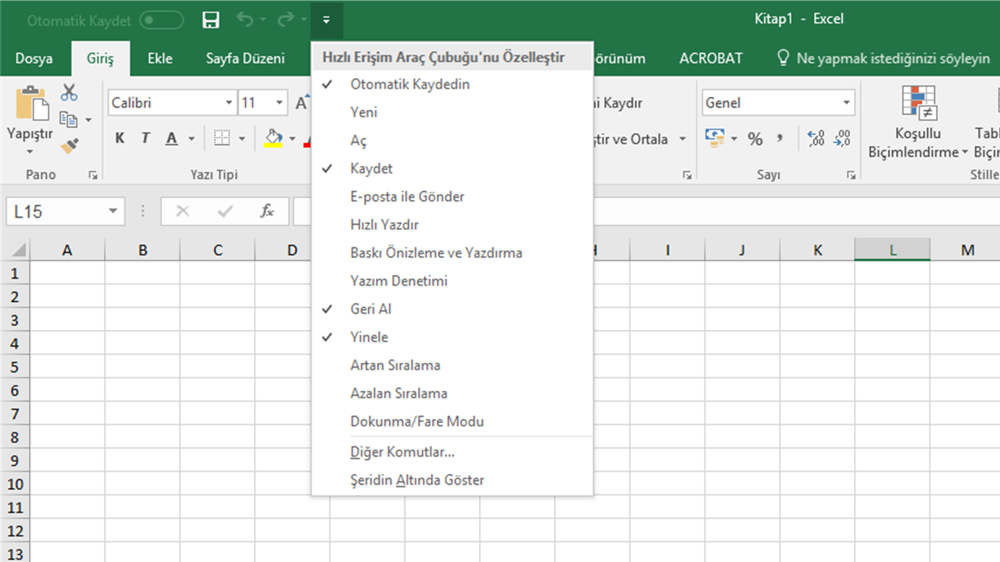 Otomatik Kaydet
Kitap1 - Excel
Dosya Giriş Ekle Sayfa Düzeni örünüm ACROBAT Ne yapmak istediğinizi söyleyin
Hızlı Erişim Araç Çubuğu'nu Özelleştir
Otomatik Kaydedin
Yeni
Aç
Kaydet
E-posta ile Gönder
Hızlı Yazdır
Baskı Önizleme ve Yazdırma
Yazım Denetimi
Geri Al
Yinele
Artan Sıralama
Azalan Sıralama
Dokunma/Fare Modu
Diğer Komutlar...
Şeridin Altında Göster
Yapıştır
Pano
Calibri 11 A
K T A
Yazı Tipi
ni Kaydır
ştir ve Ortala
Genel
% , ,00 ,00
Sayı
Koşullu
Biçimlendirme
Tabl
Biçir
Stille
L15 fx
A B C D H I J K L M
1
2
3
4
5
6
7
8
9
10
11
12
13